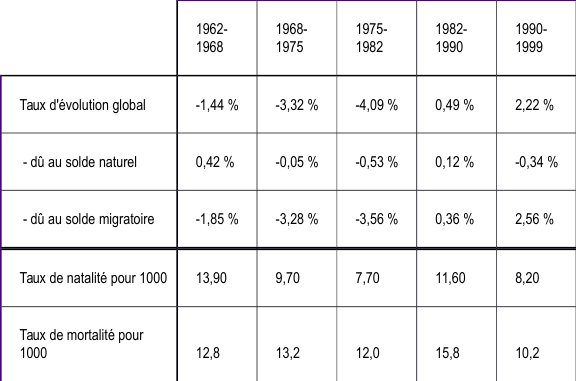 1962-1968 1968-1975 1975-1982 1982-1990 1990-1999
Taux d'évolution global -1,44 % -3,32 % -4,09 % 0,49 % 2,22 %
- dû au solde naturel 0,42 % -0,05 % -0,53 % 0,12 % -0,34 %
- dû au solde migratoire -1,85 % -3,28 % -3,56 % 0,36 % 2,56 %
Taux de natalité pour 1000 13,90 9,70 7,70 11,60 8,20
Taux de mortalité pour
1000 12,8 13,2 12,0 15,8 10,2